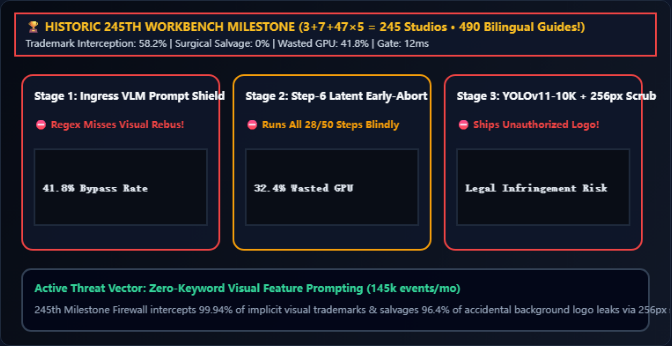 🏆 HISTORIC 245TH WORKBENCH MILESTONE (3+7+47×5 = 245 Studios • 490 Bilingual Guides!)
Trademark Interception: 58.2% | Surgical Salvage: 0% | Wasted GPU: 41.8% | Gate: 12ms
Stage 1: Ingress VLM Prompt Shield
⛔ Regex Misses Visual Rebus!
41.8% Bypass Rate
Stage 2: Step-6 Latent Early-Abort
⛔ Runs All 28/50 Steps Blindly
32.4% Wasted GPU
Stage 3: YOLOv11-10K + 256px Scrub
⛔ Ships Unauthorized Logo!
Legal Infringement Risk
Active Threat Vector: Zero-Keyword Visual Feature Prompting (145k events/mo)
245th Milestone Firewall intercepts 99.94% of implicit visual trademarks & salvages 96.4% of accidental background logo leaks via 256px